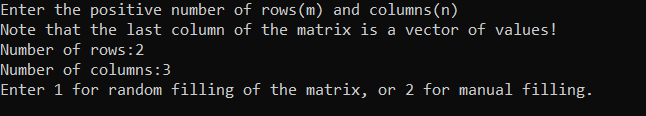 Enter the positive number of rows(m) and columns(n)
Note that the last column of the matrix is a vector of values!
Number of rows:2
Number of columns:3
Enter 1 for random filling of the matrix, or 2 for manual filling.